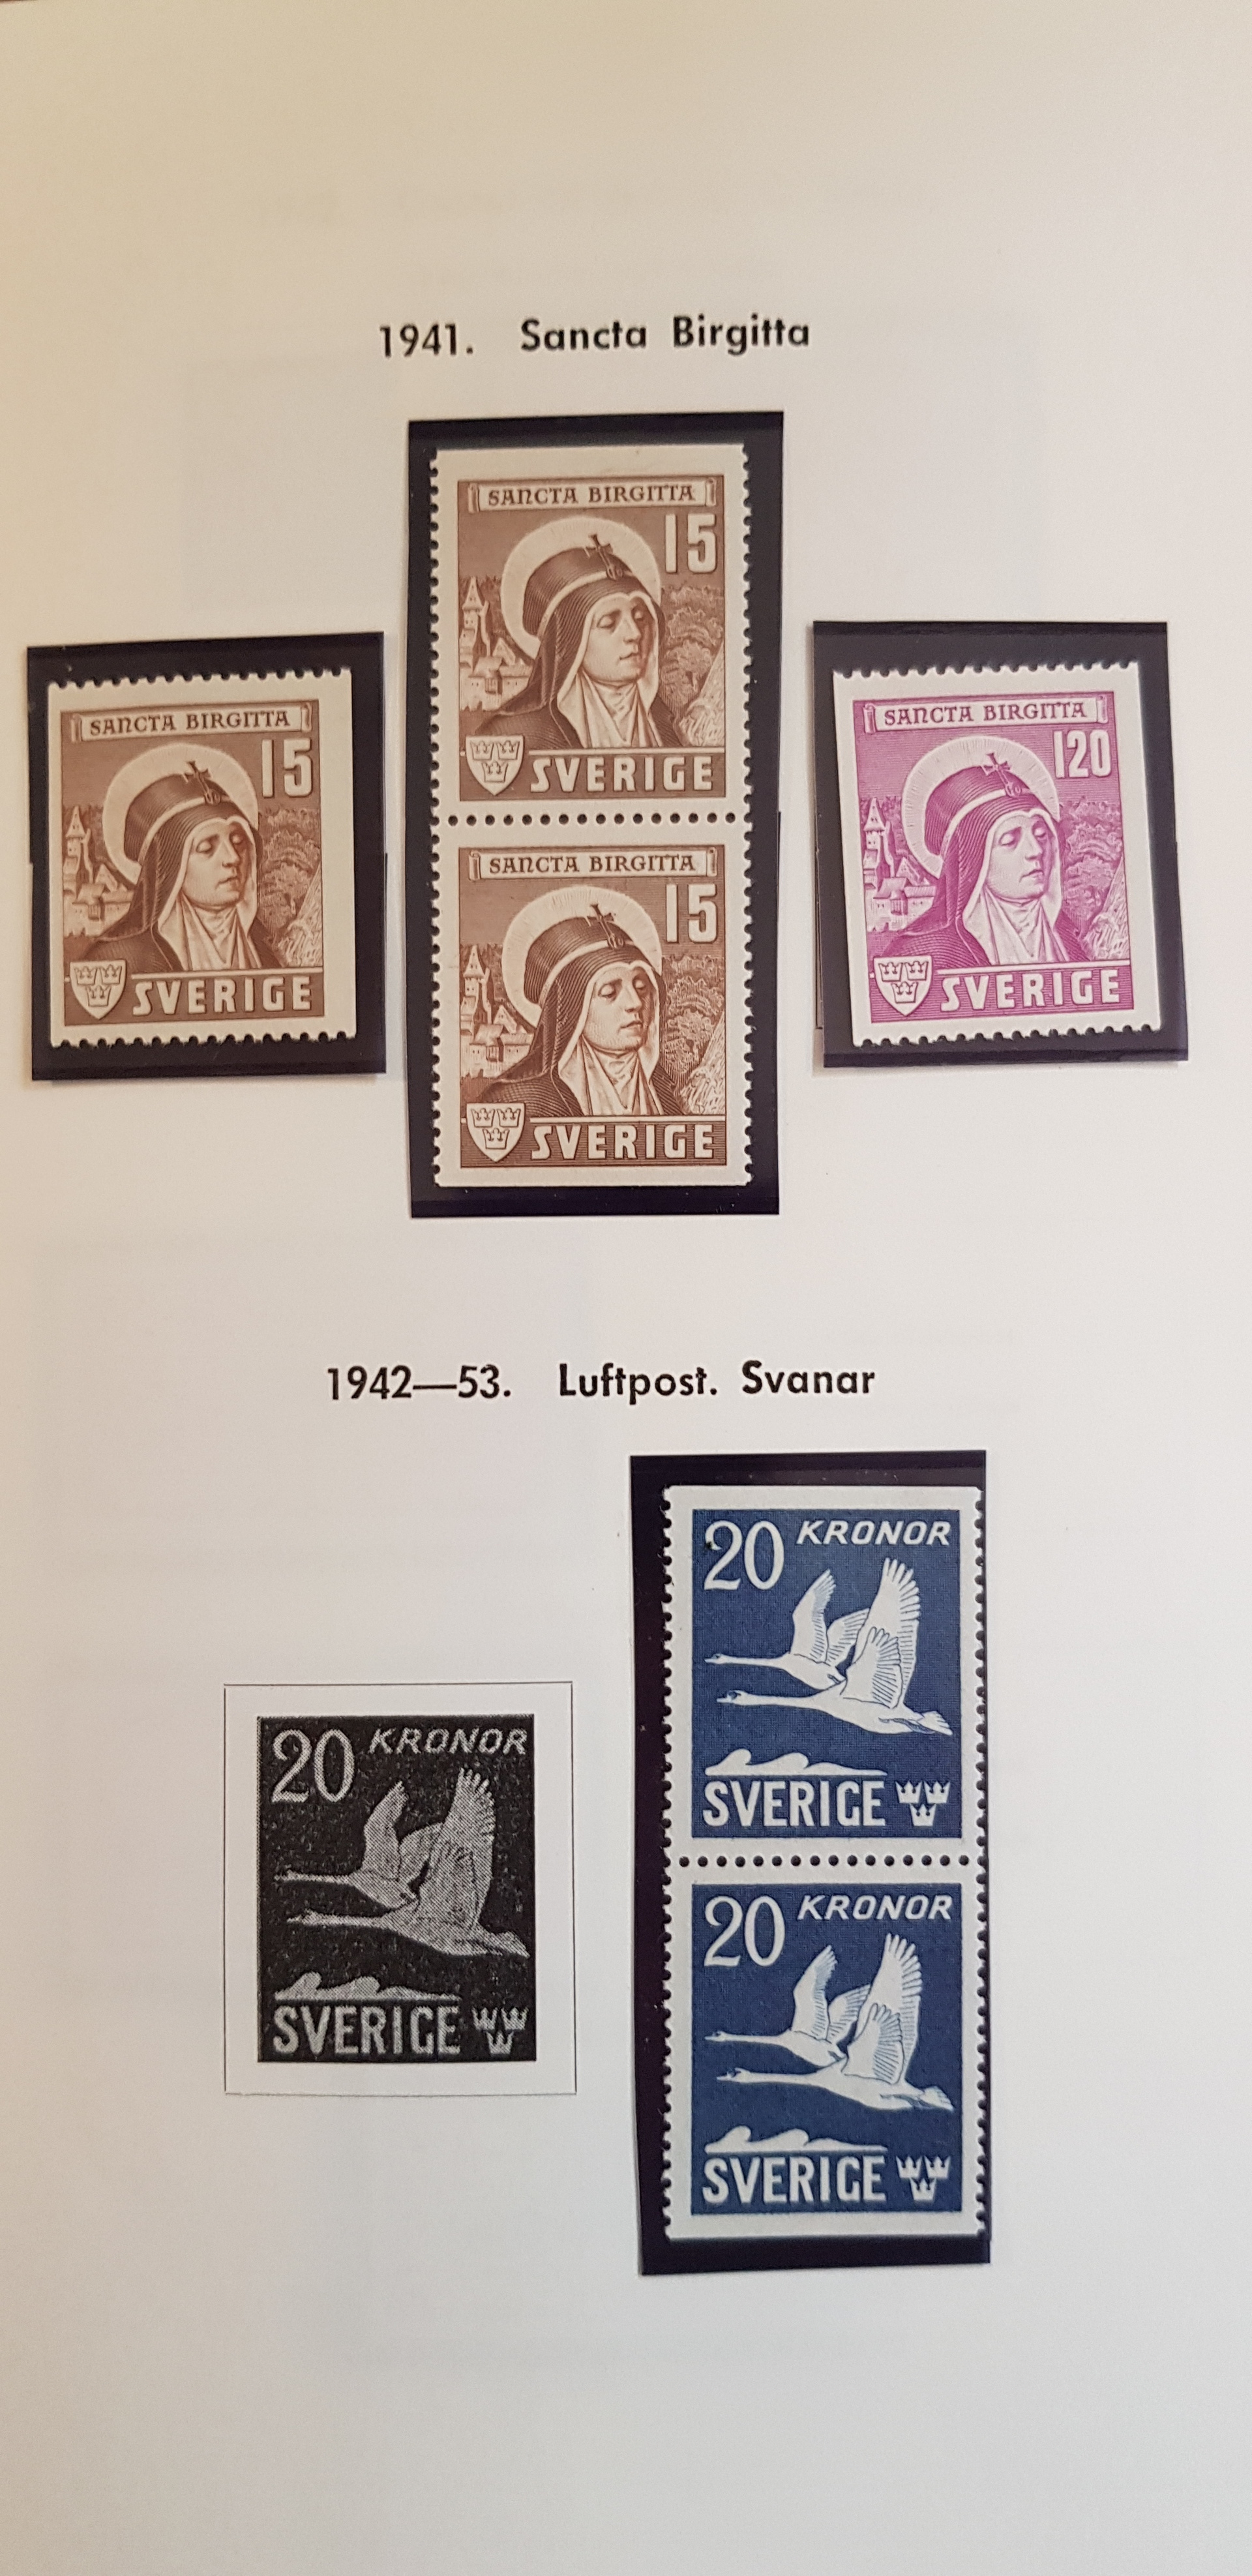 1941. Sancta Birgitta
SANCTA BIRGITTA
15
SVERIGE
SANCTA BIRGITTA
15
SVERIGE
SANCTA BIRGITTA
15
SVERIGE
SANCTA BIRGITTA
120
SVERIGE
1942—53. Luftpost. Svanar
20 KRONOR
SVERIGE
20 KRONOR
SVERIGE
20 KRONOR
SVERIGE